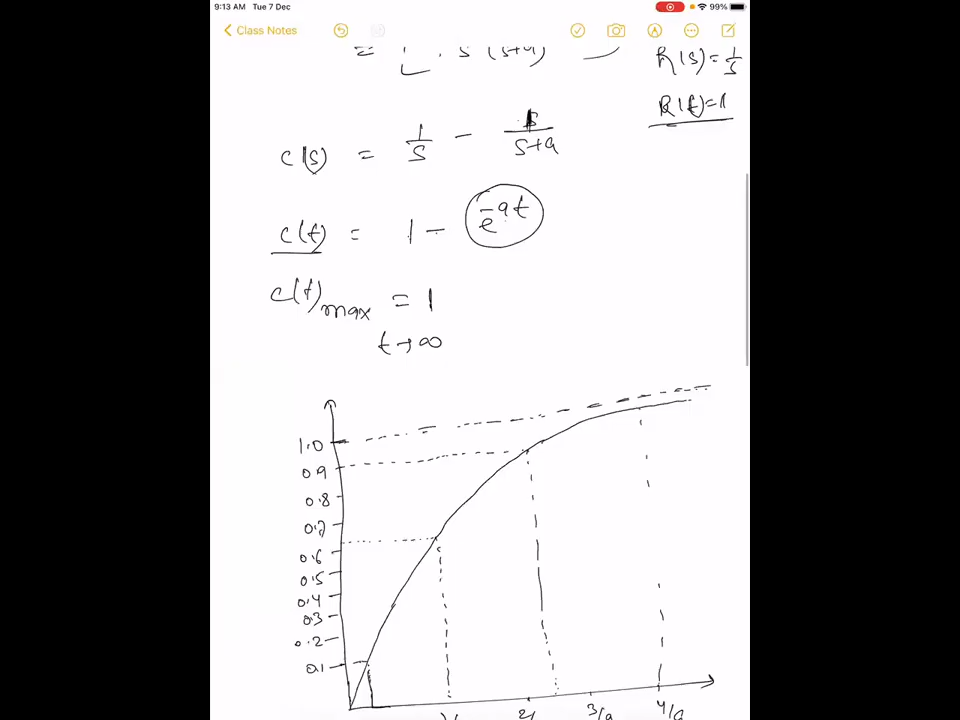 9:13 AM Tue 7 Dec 99%
Class Notes
R(s) = 1/s
R(t) = 1
C(s) = 1/s - 1/s+a
C(t) = 1 - e^-at
C(t)max = 1
t → ∞
1.0
0.9
0.8
0.7
0.6
0.5
0.4
0.3
0.2
0.1
3/a 4/a